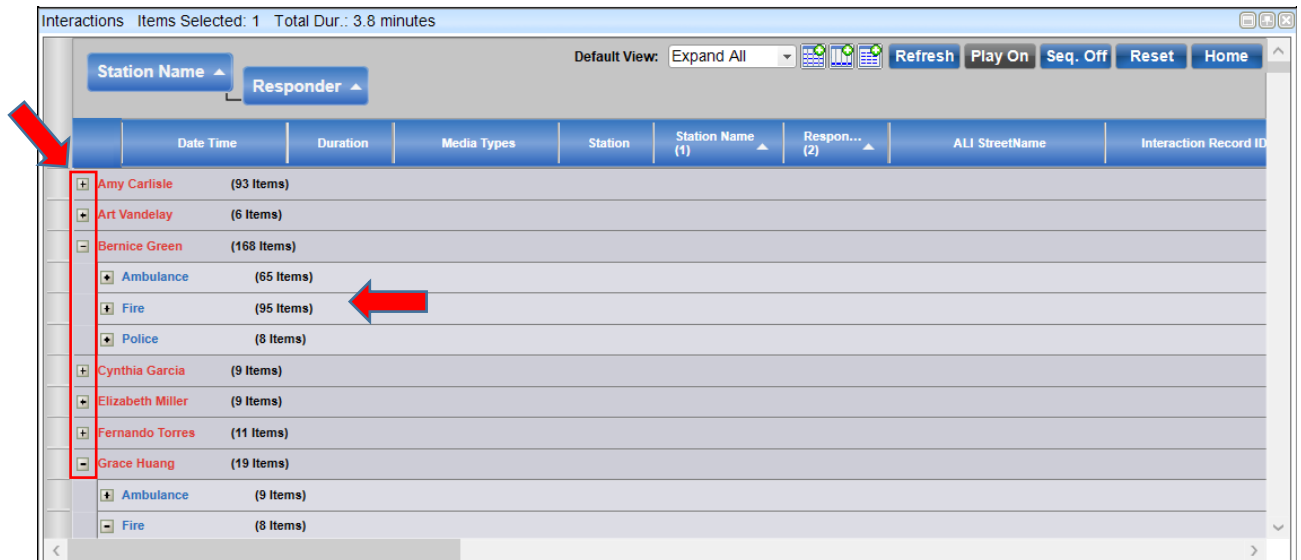 Interactions Items Selected: 1 Total Dur.: 3.8 minutes
Default View: Expand All Refresh Play On Seq. Off Reset Home
Station Name
Responder
Date Time Duration Media Types Station Station Name (1) Respon... (2) ALI StreetName Interaction Record ID
Amy Carlisle (93 Items)
Art Vandelay (6 Items)
Bernice Green (168 Items)
Ambulance (65 Items)
Fire (95 Items)
Police (8 Items)
Cynthia Garcia (9 Items)
Elizabeth Miller (9 Items)
Fernando Torres (11 Items)
Grace Huang (19 Items)
Ambulance (9 Items)
Fire (8 Items)